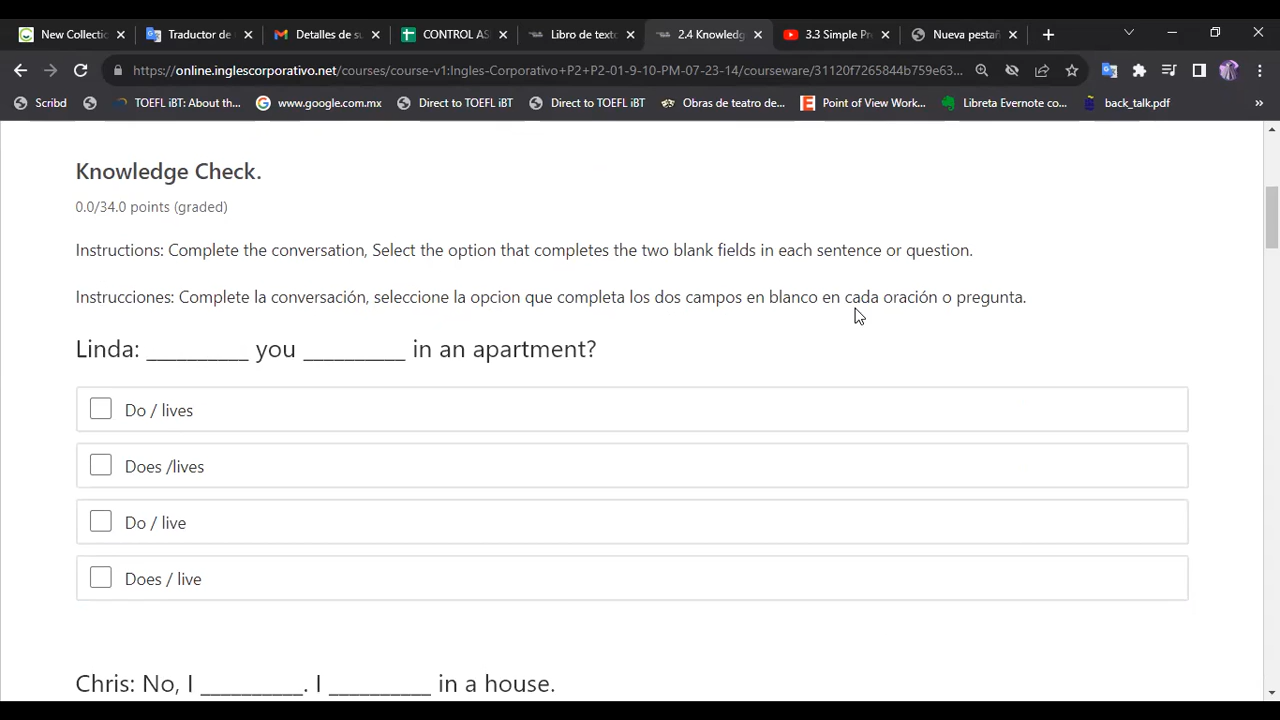 New Collecti
Traductor de
Detalles de su
CONTROL AS
Libro de texto
2.4 Knowledg
3.3 Simple Pre
Nueva pestañ
https://online.inglescorporativo.net/courses/course-v1:Ingles-Corporativo+P2+P2-01-9-10-PM-07-23-14/courseware/31120f7265844b759e63...
Scribd
TOEFL iBT: About th...
www.google.com.mx
Direct to TOEFL iBT
Direct to TOEFL iBT
Obras de teatro de...
Point of View Work...
Libreta Evernote co...
back_talk.pdf
»
Knowledge Check.
0.0/34.0 points (graded)
Instructions: Complete the conversation, Select the option that completes the two blank fields in each sentence or question.
Instrucciones: Complete la conversación, seleccione la opcion que completa los dos campos en blanco en cada oración o pregunta.
Linda: __________ you __________ in an apartment?
Do / lives
Does /lives
Do / live
Does / live
Chris: No, I __________. I __________ in a house.